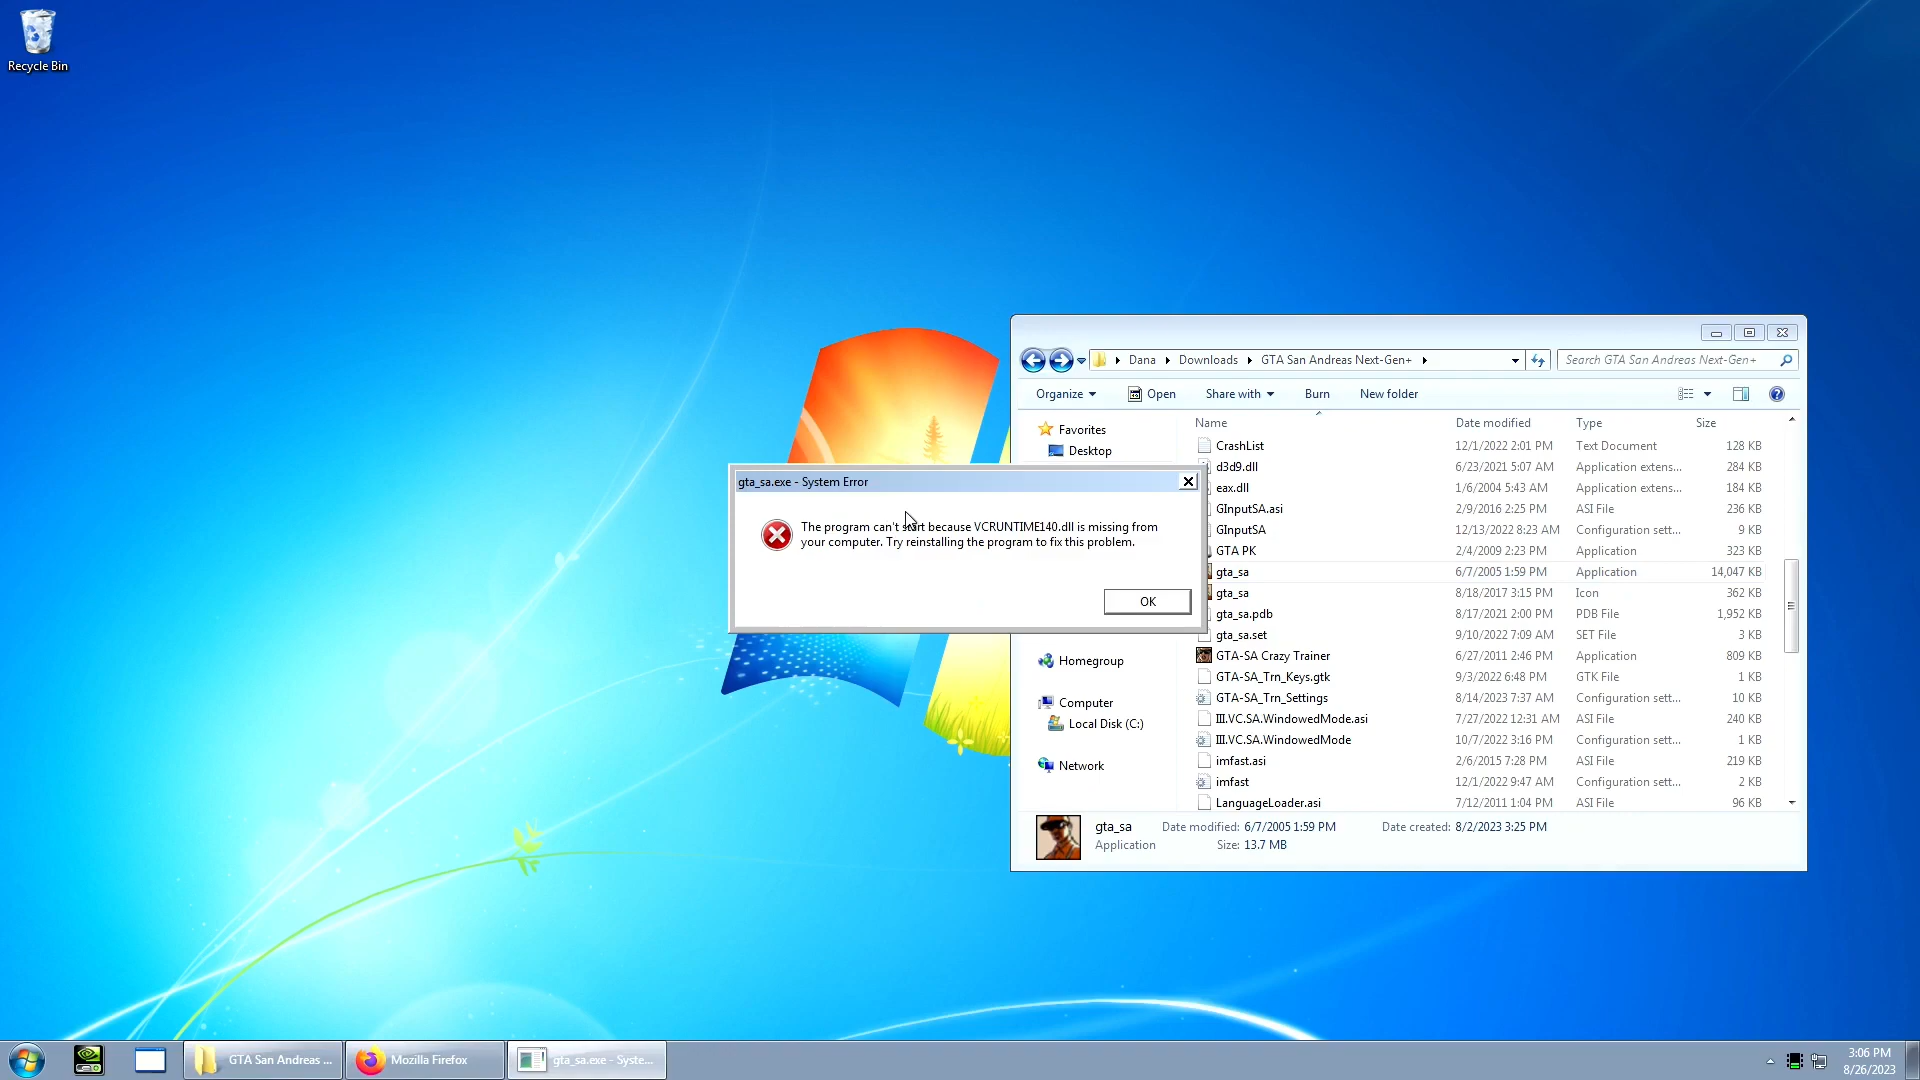 Recycle Bin
Dana Downloads GTA San Andreas Next-Gen+ Search GTA San Andreas Next-Gen+
Organize Open Share with Burn New folder
Name Date modified Type Size
Favorites
Desktop
Homegroup
Computer
Local Disk (C:)
Network
CrashList 12/1/2022 2:01 PM Text Document 128 KB
d3d9.dll 6/23/2021 5:07 AM Application extens... 284 KB
eax.dll 1/6/2004 5:43 AM Application extens... 184 KB
GInputSA.asi 2/9/2016 2:25 PM ASI File 236 KB
GInputSA 12/13/2022 8:23 AM Configuration sett... 9 KB
GTA PK 2/4/2009 2:23 PM Application 323 KB
gta_sa 6/7/2005 1:59 PM Application 14,047 KB
gta_sa 8/18/2017 3:15 PM Icon 362 KB
gta_sa.pdb 8/17/2021 2:00 PM PDB File 1,952 KB
gta_sa.set 9/10/2022 7:09 AM SET File 3 KB
GTA-SA Crazy Trainer 6/27/2011 2:46 PM Application 809 KB
GTA-SA_Trn_Keys.gtk 9/3/2022 6:48 PM GTK File 1 KB
GTA-SA_Trn_Settings 8/14/2023 7:37 AM Configuration sett... 10 KB
III.VC.SA.WindowedMode.asi 7/27/2022 12:31 AM ASI File 240 KB
III.VC.SA.WindowedMode 10/7/2022 3:16 PM Configuration sett... 1 KB
imfast.asi 2/6/2015 7:28 PM ASI File 219 KB
imfast 12/1/2022 9:47 AM Configuration sett... 2 KB
LanguageLoader.asi 7/12/2011 1:04 PM ASI File 96 KB
gta_sa Date modified: 6/7/2005 1:59 PM Date created: 8/2/2023 3:25 PM
Application Size: 13.7 MB
gta_sa.exe - System Error
The program can't start because VCRUNTIME140.dll is missing from
your computer. Try reinstalling the program to fix this problem.
OK
GTA San Andreas ... Mozilla Firefox gta_sa.exe - Syste...
3:06 PM
8/26/2023